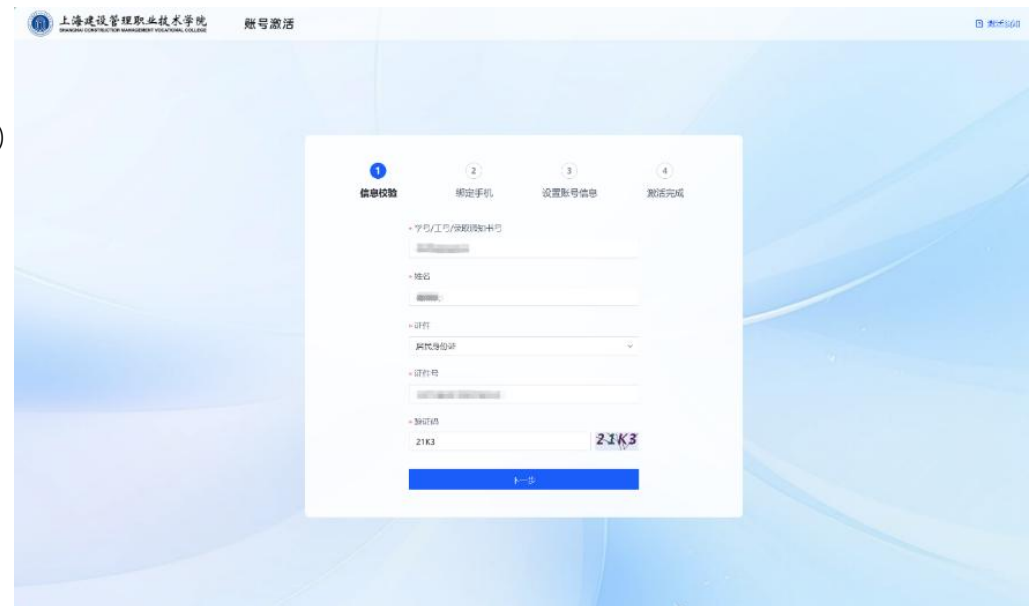 上海建设管理职业技术学院 账号激活
SHANGHAI CONSTRUCTION MANAGEMENT VOCATIONAL COLLEGE
)
1 2 3 4
信息校验 绑定手机 设置账号信息 激活完成
* 学号/工号/录取通知书号
* 姓名
* 证件
居民身份证
* 证件号
* 验证码
21K3 21K3
下一步